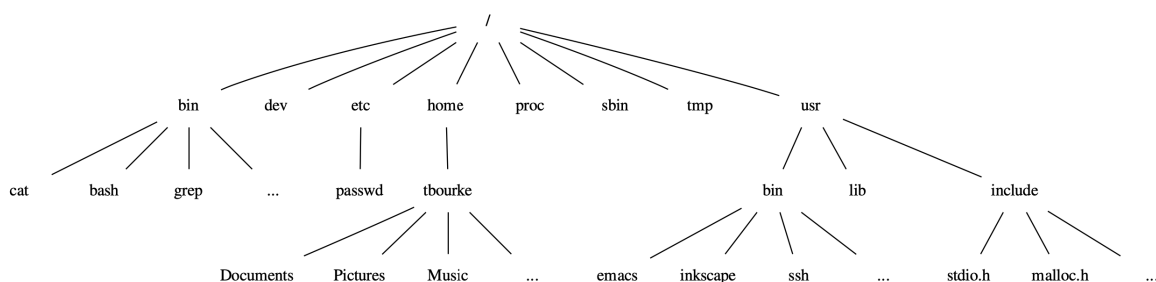 /
bin dev etc home proc sbin tmp usr
cat bash grep ... passwd tbourke bin lib include
Documents Pictures Music ... emacs inkscape ssh ... stdio.h malloc.h ...